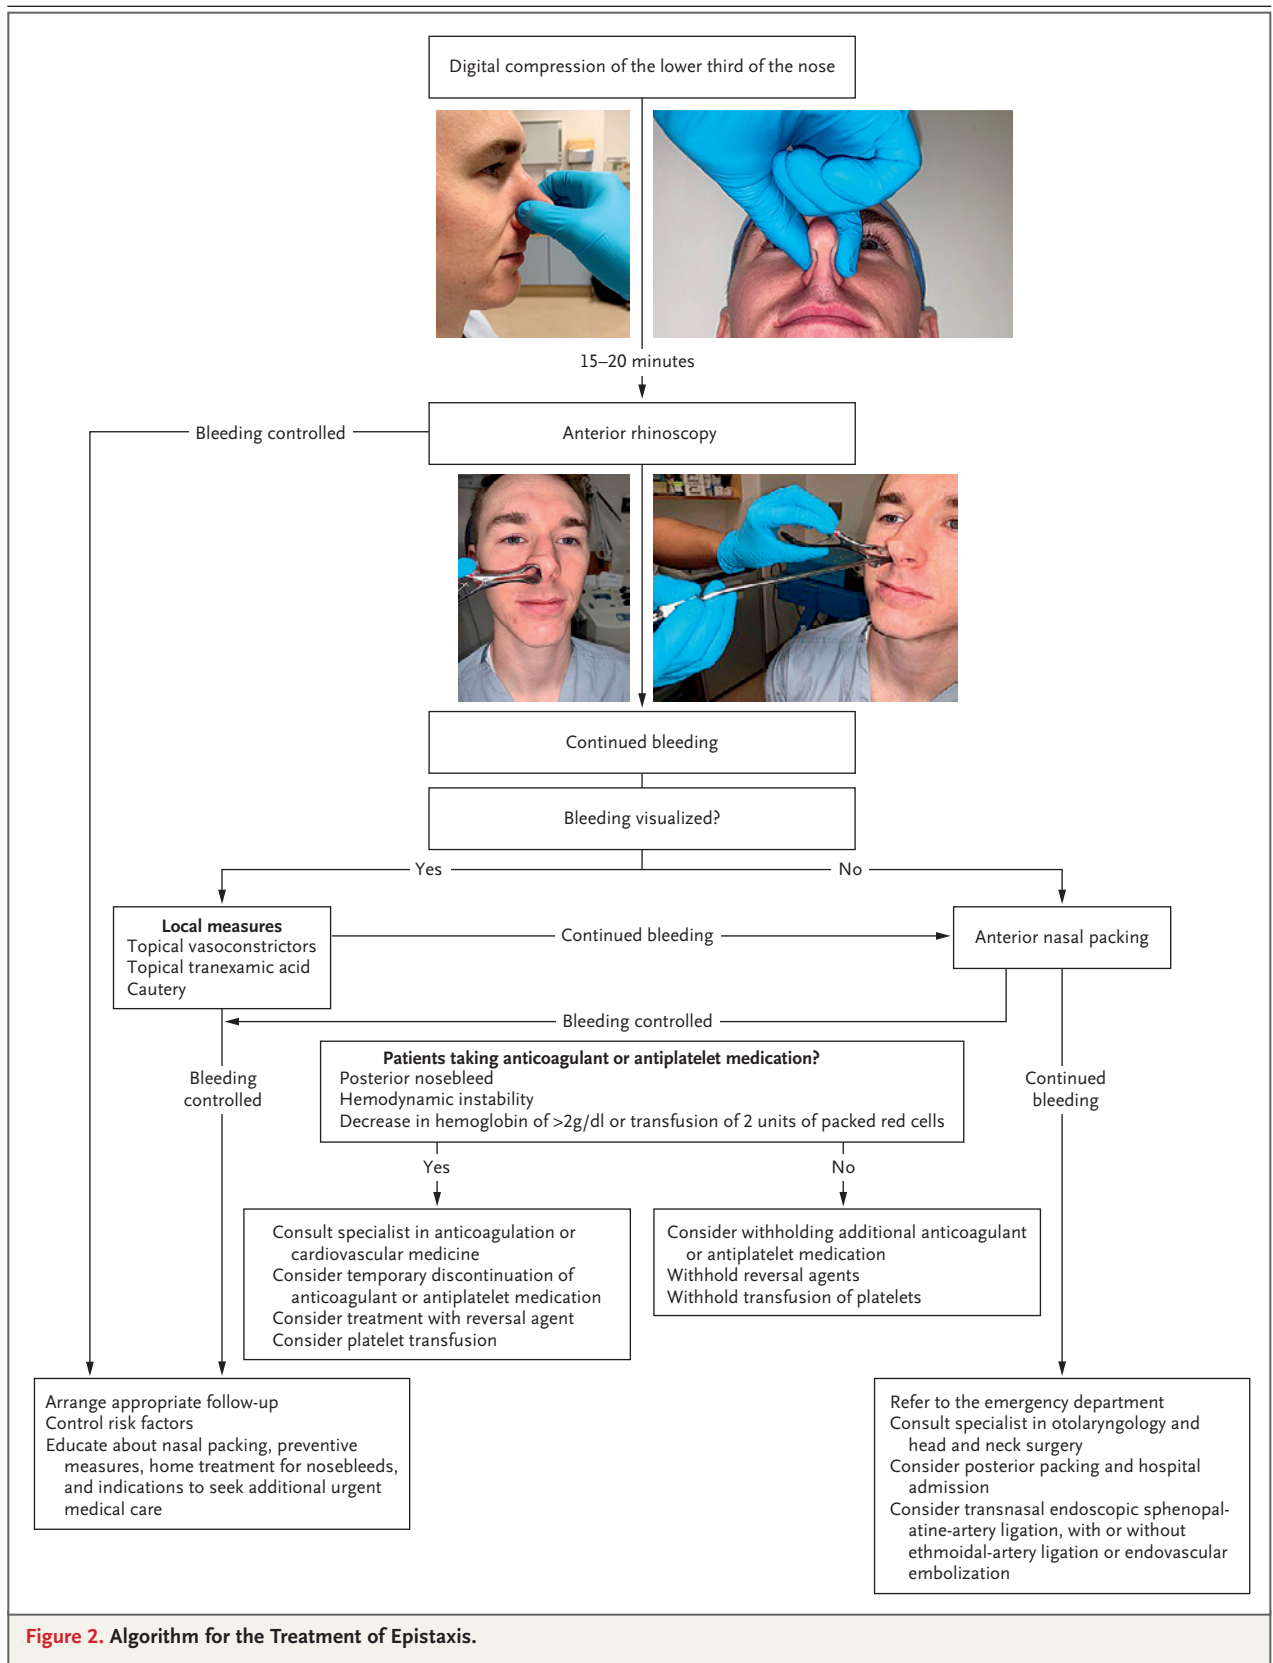 Digital compression of the lower third of the nose
15–20 minutes
Bleeding controlled
Anterior rhinoscopy
Continued bleeding
Bleeding visualized?
Yes
No
Local measures
Topical vasoconstrictors
Topical tranexamic acid
Cautery
Continued bleeding
Anterior nasal packing
Bleeding controlled
Bleeding
controlled
Patients taking anticoagulant or antiplatelet medication?
Posterior nosebleed
Hemodynamic instability
Decrease in hemoglobin of >2g/dl or transfusion of 2 units of packed red cells
Continued
bleeding
Yes
No
Consult specialist in anticoagulation or
cardiovascular medicine
Consider temporary discontinuation of
anticoagulant or antiplatelet medication
Consider treatment with reversal agent
Consider platelet transfusion
Consider withholding additional anticoagulant
or antiplatelet medication
Withhold reversal agents
Withhold transfusion of platelets
Arrange appropriate follow-up
Control risk factors
Educate about nasal packing, preventive
measures, home treatment for nosebleeds,
and indications to seek additional urgent
medical care
Refer to the emergency department
Consult specialist in otolaryngology and
head and neck surgery
Consider posterior packing and hospital
admission
Consider transnasal endoscopic sphenopal-
atine-artery ligation, with or without
ethmoidal-artery ligation or endovascular
embolization
Figure 2. Algorithm for the Treatment of Epistaxis.